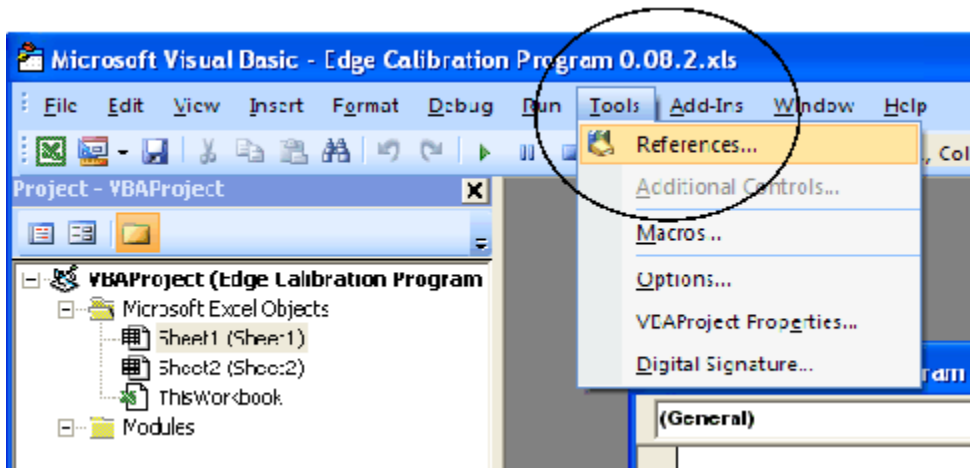 Microsoft Visual Basic - Edge Calibration Program 0.08.2.xls
File Edit View Insert Format Debug Run Tools Add-Ins Window Help
References...
, Col
Project - VBAProject
Additional Controls...
Macros...
VBAProject (Edge Calibration Program
Options...
Microsoft Excel Objects
Sheet1 (Sheet1)
VBAProject Properties...
Sheet2 (Sheet2)
Digital Signature...
ram
ThisWorkbook
(General)
Modules